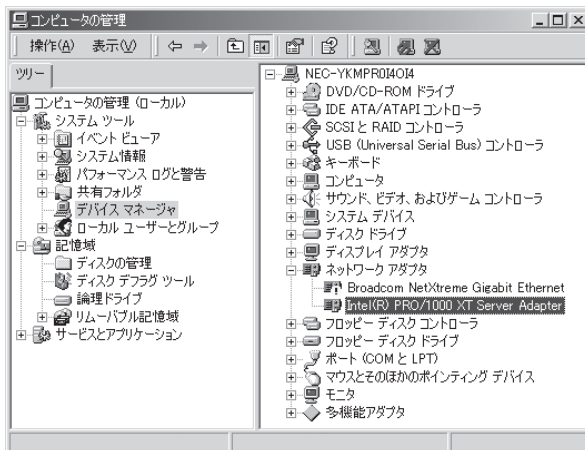 コンピュータの管理
操作(A) 表示(V)
ツリー
コンピュータの管理 (ローカル)
システム ツール
イベント ビューア
システム情報
パフォーマンス ログと警告
共有フォルダ
デバイス マネージャ
ローカル ユーザーとグループ
記憶域
ディスクの管理
ディスク デフラグ ツール
論理ドライブ
リムーバブル記憶域
サービスとアプリケーション
NEC-YKMPR0I4OI4
DVD/CD-ROM ドライブ
IDE ATA/ATAPI コントローラ
SCSI と RAID コントローラ
USB (Universal Serial Bus) コントローラ
キーボード
コンピュータ
サウンド、ビデオ、およびゲーム コントローラ
システム デバイス
ディスク ドライブ
ディスプレイ アダプタ
ネットワーク アダプタ
Broadcom NetXtreme Gigabit Ethernet
Intel(R) PRO/1000 XT Server Adapter
フロッピー ディスク コントローラ
フロッピー ディスク ドライブ
ポート (COM と LPT)
マウスとそのほかのポインティング デバイス
モニタ
多機能アダプタ